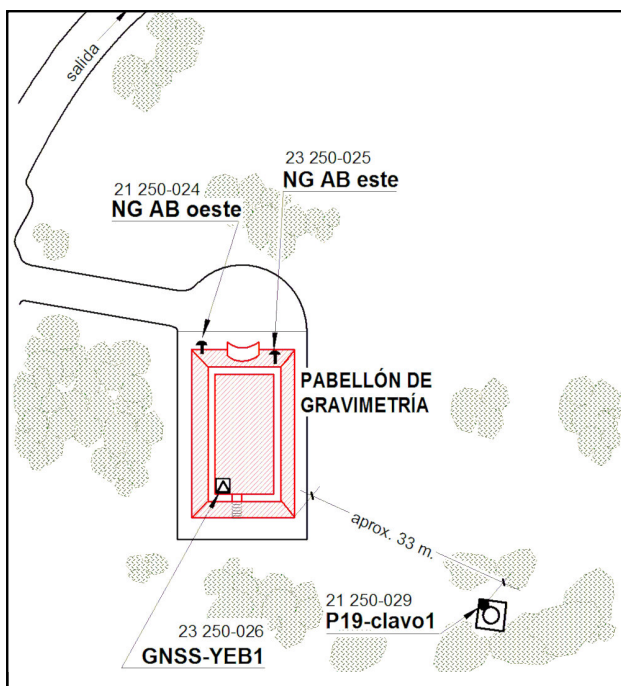 salida
23 250-025
NG AB este
21 250-024
NG AB oeste
PABELLÓN DE
GRAVIMETRÍA
aprox. 33 m.
21 250-029
P19-clavo1
23 250-026
GNSS-YEB1